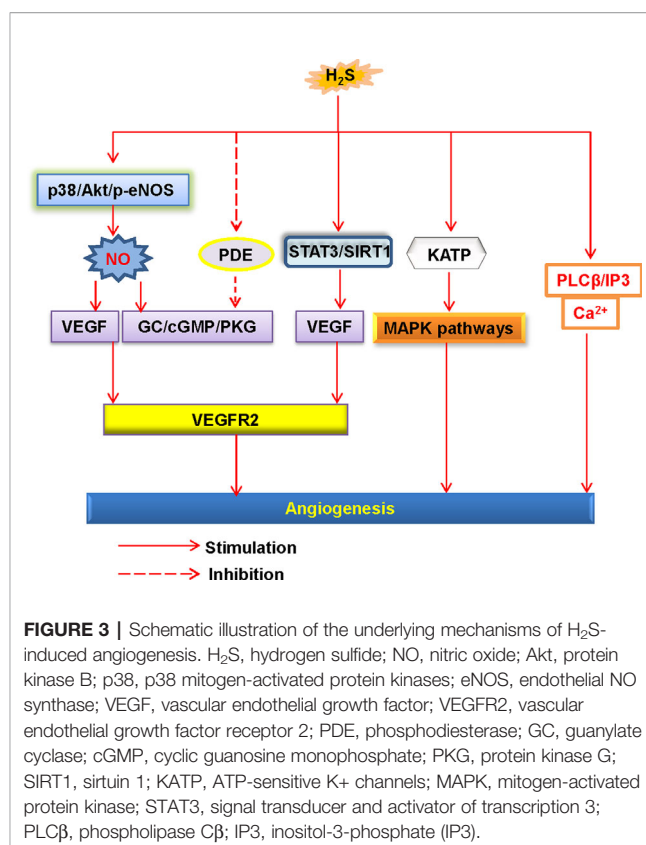 H₂S
p38/Akt/p-eNOS
NO
PDE
STAT3/SIRT1
KATP
PLCβ/IP3
Ca²⁺
VEGF
GC/cGMP/PKG
VEGF
MAPK pathways
VEGFR2
Angiogenesis
Stimulation
Inhibition
FIGURE 3 | Schematic illustration of the underlying mechanisms of H₂S-
induced angiogenesis. H₂S, hydrogen sulfide; NO, nitric oxide; Akt, protein
kinase B; p38, p38 mitogen-activated protein kinases; eNOS, endothelial NO
synthase; VEGF, vascular endothelial growth factor; VEGFR2, vascular
endothelial growth factor receptor 2; PDE, phosphodiesterase; GC, guanylate
cyclase; cGMP, cyclic guanosine monophosphate; PKG, protein kinase G;
SIRT1, sirtuin 1; KATP, ATP-sensitive K+ channels; MAPK, mitogen-activated
protein kinase; STAT3, signal transducer and activator of transcription 3;
PLCβ, phospholipase Cβ; IP3, inositol-3-phosphate (IP3).